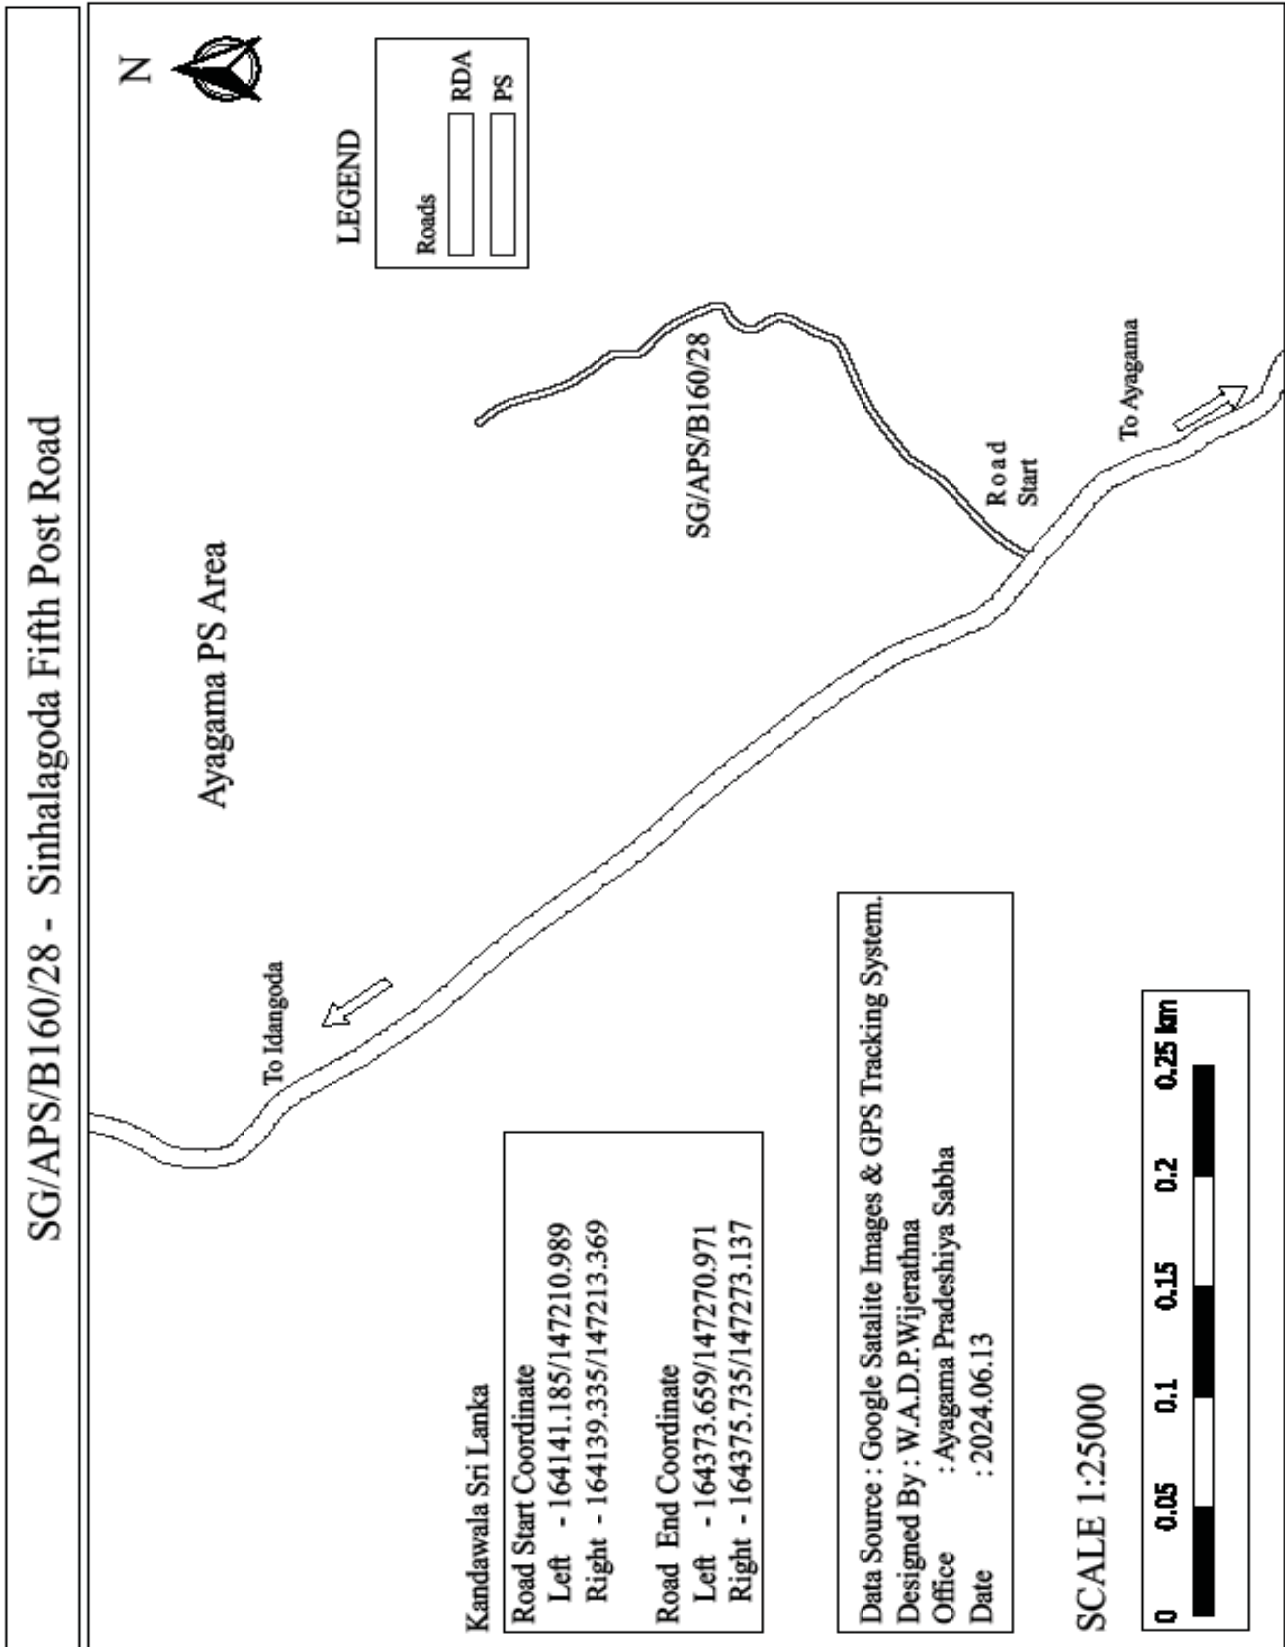 SG/APS/B160/28 - Sinhalagoda Fifth Post Road
N
Ayagama PS Area
LEGEND
Roads
RDA
PS
To Idangoda
SG/APS/B160/28
Road
Start
To Ayagama
Kandawala Sri Lanka
Road Start Coordinate
Left - 164141.185/147210.989
Right - 164139.335/147213.369
Road End Coordinate
Left - 164373.659/147270.971
Right - 164375.735/147273.137
Data Source : Google Satalite Images & GPS Tracking System.
Designed By : W.A.D.P.Wijerathna
Office : Ayagama Pradeshiya Sabha
Date : 2024.06.13
SCALE 1:25000
0 0.05 0.1 0.15 0.2 0.25 km